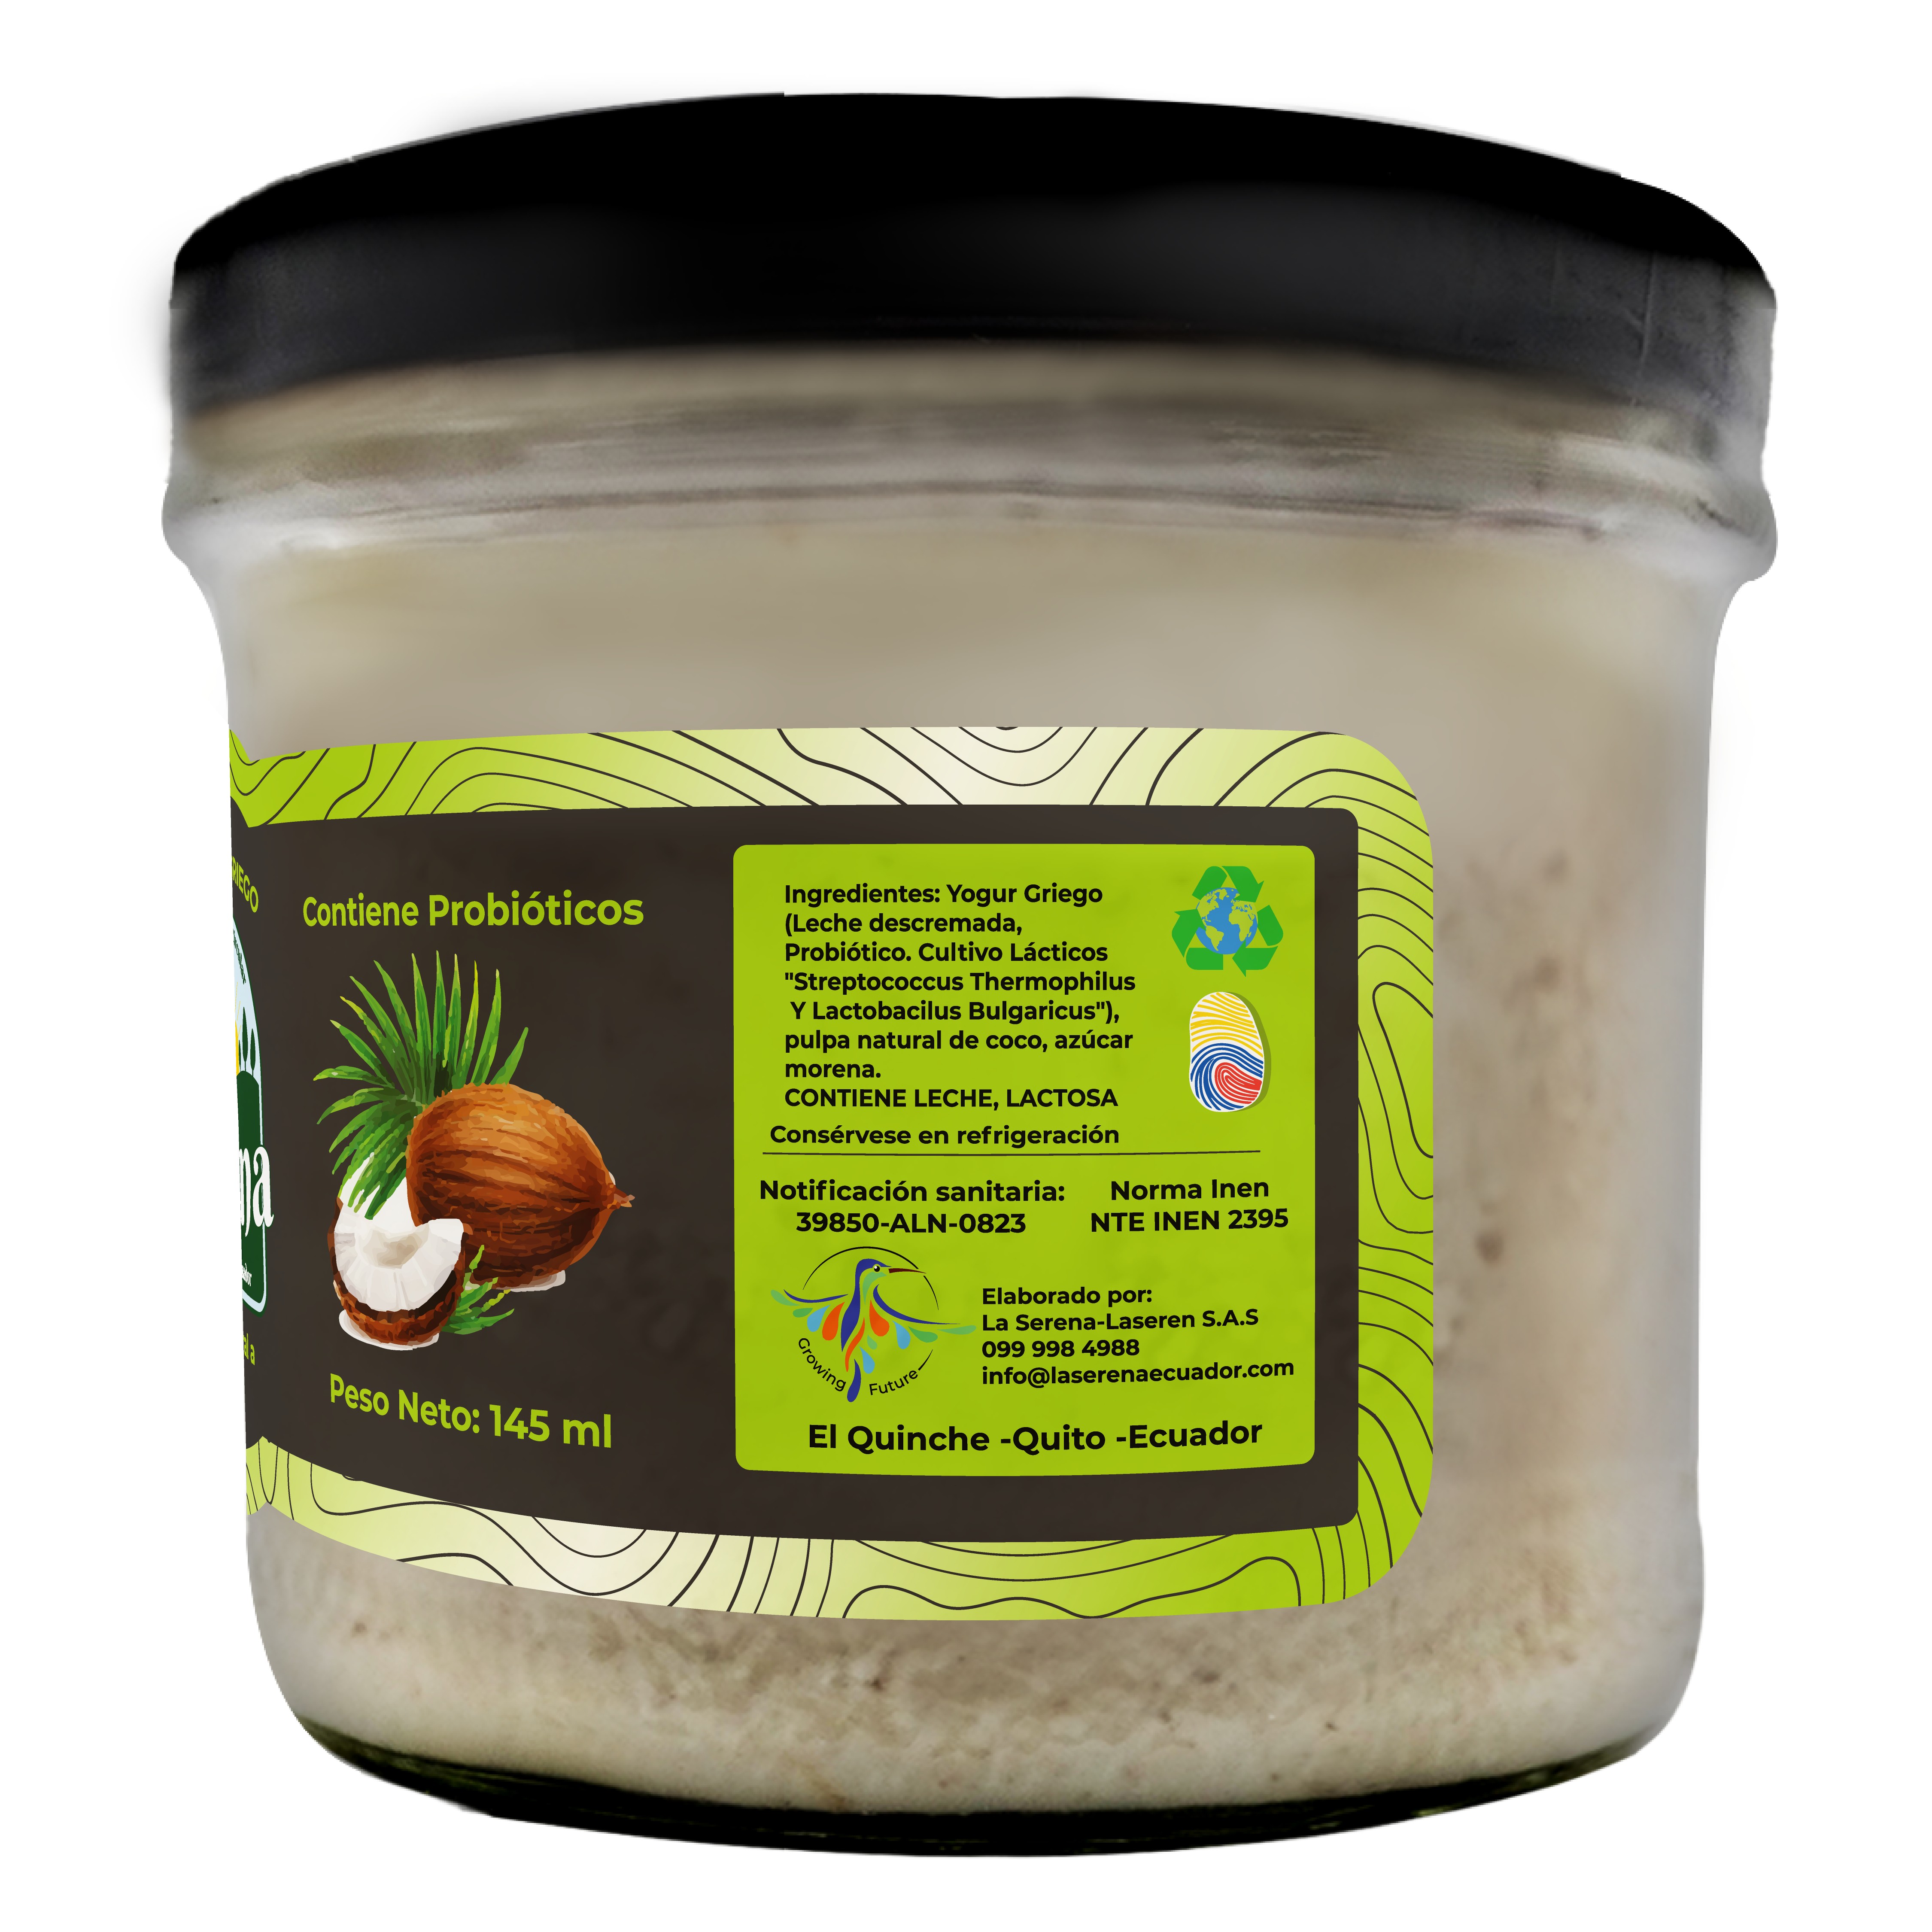 Contiene Probióticos
Peso Neto: 145 ml
Ingredientes: Yogur Griego
(Leche descremada,
Probiótico. Cultivo Lácticos
"Streptococcus Thermophilus
Y Lactobacilus Bulgaricus"),
pulpa natural de coco, azúcar
morena.
CONTIENE LECHE, LACTOSA
Consérvese en refrigeración
Notificación sanitaria:
39850-ALN-0823
Norma Inen
NTE INEN 2395
Growing Future
Elaborado por:
La Serena-Laseren S.A.S
099 998 4988
info@laserenaecuador.com
El Quinche -Quito -Ecuador